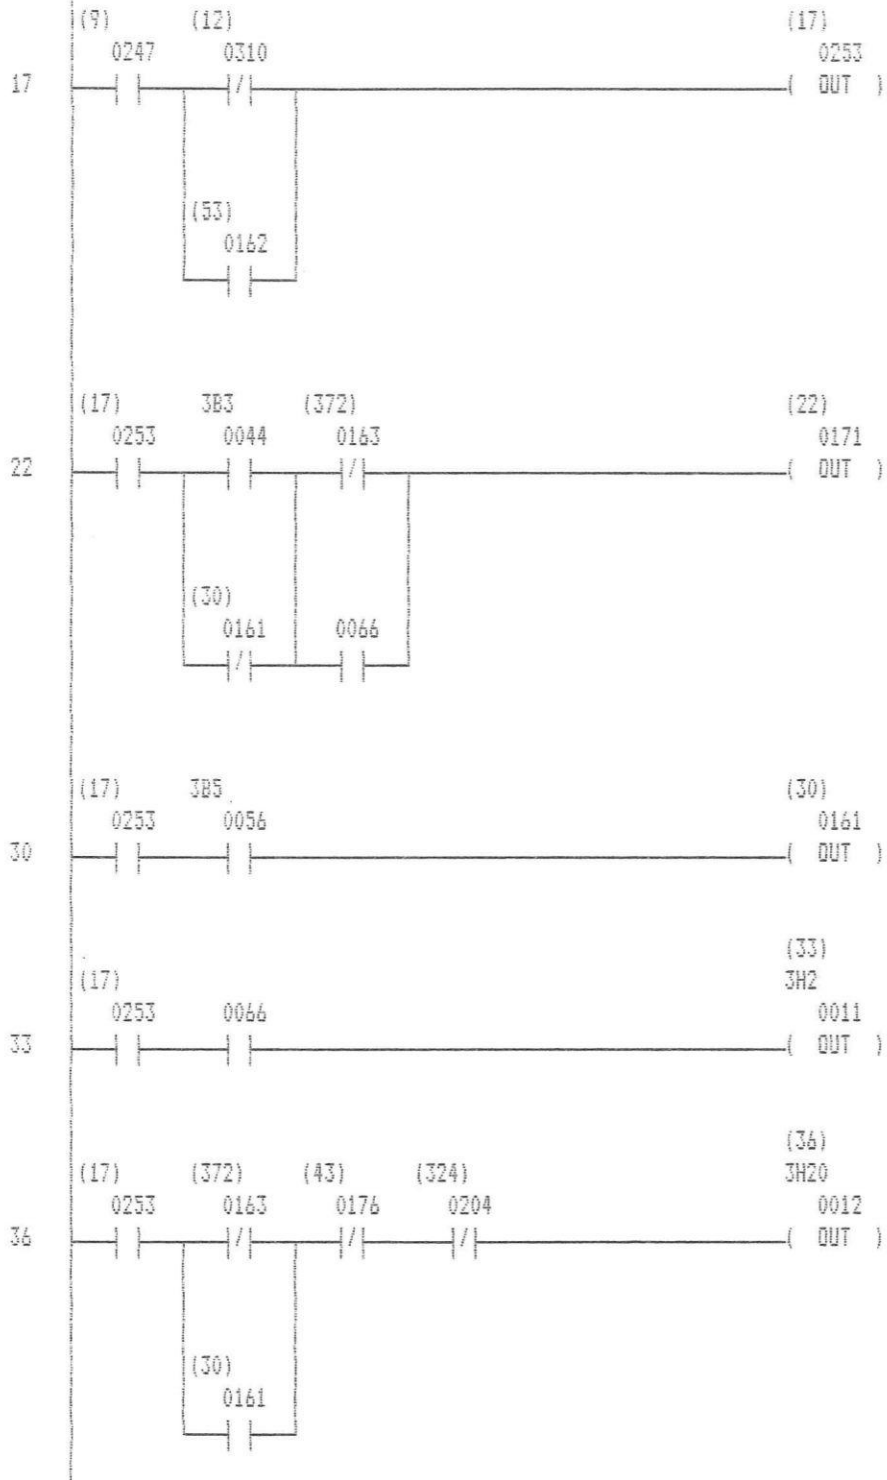 (9) (12) (17)
0247 0310 0253
17 ( OUT )
(53)
0162
(17) 3B3 (372) (22)
0253 0044 0163 0171
22 ( OUT )
(30)
0161 0066
(17) 3B5 (30)
0253 0056 0161
30 ( OUT )
(33)
(17) 3H2
0253 0066 0011
33 ( OUT )
(36)
(17) (372) (43) (324) 3H20
0253 0163 0176 0204 0012
36 ( OUT )
(30)
0161